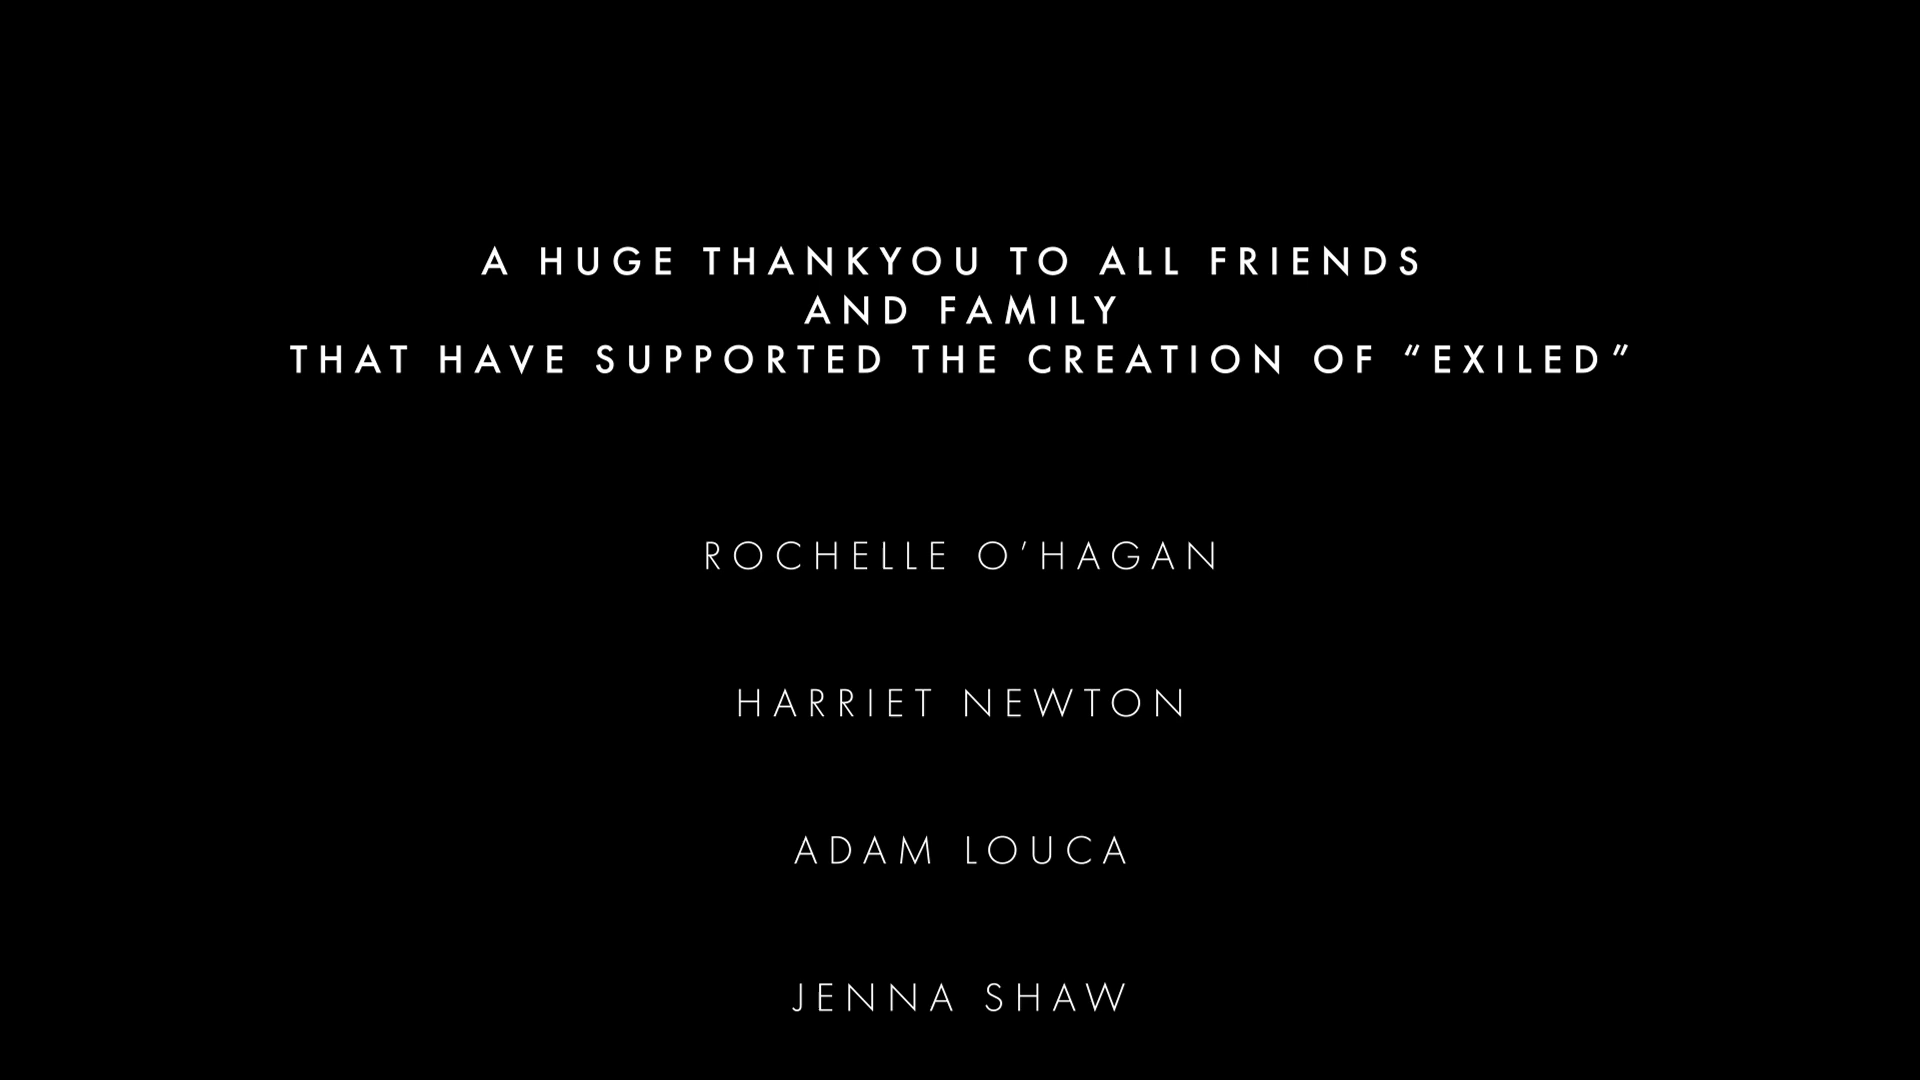 A HUGE THANKYOU TO ALL FRIENDS
AND FAMILY
THAT HAVE SUPPORTED THE CREATION OF “EXILED”
ROCHELLE O’HAGAN
HARRIET NEWTON
ADAM LOUCA
JENNA SHAW